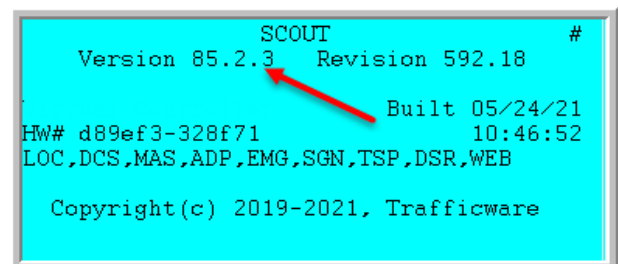 SCOUT #
Version 85.2.3 Revision 592.18
Built 05/24/21
HW# d89ef3-328f71 10:46:52
LOC,DCS,MAS,ADP,EMG,SGN,TSP,DSR,WEB
Copyright(c) 2019-2021, Trafficware